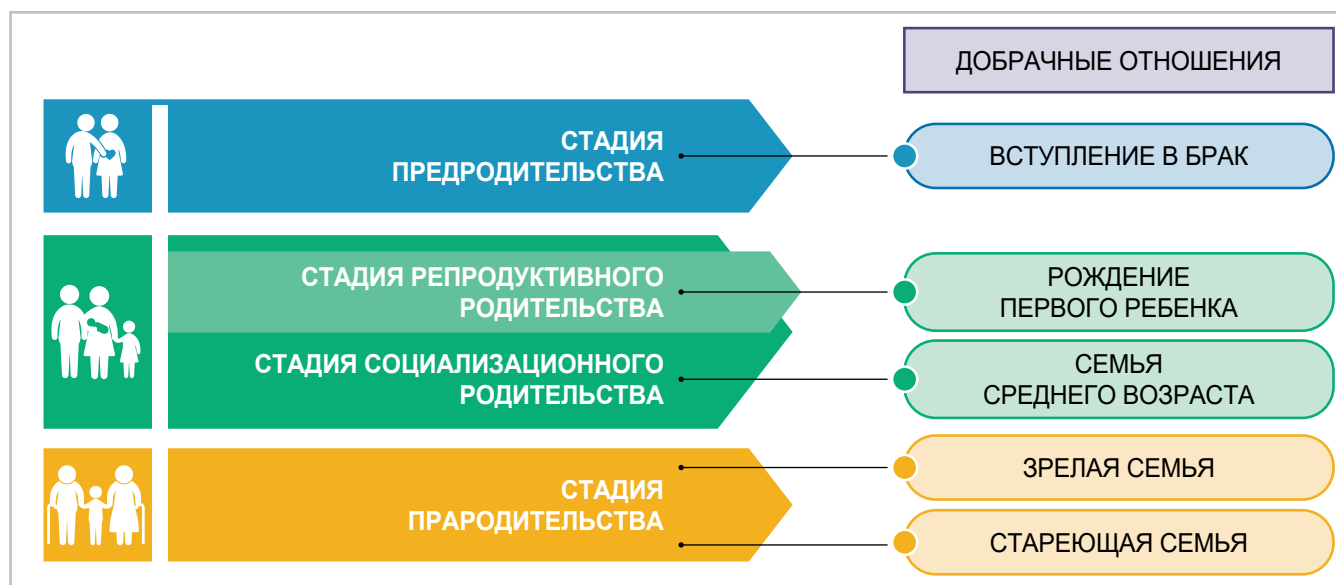 ДОБРАЧНЫЕ ОТНОШЕНИЯ
СТАДИЯ
ПРЕДРОДИТЕЛЬСТВА
ВСТУПЛЕНИЕ В БРАК
СТАДИЯ РЕПРОДУКТИВНОГО
РОДИТЕЛЬСТВА
РОЖДЕНИЕ
ПЕРВОГО РЕБЕНКА
СТАДИЯ СОЦИАЛИЗАЦИОННОГО
РОДИТЕЛЬСТВА
СЕМЬЯ
СРЕДНЕГО ВОЗРАСТА
СТАДИЯ
ПРАРОДИТЕЛЬСТВА
ЗРЕЛАЯ СЕМЬЯ
СТАРЕЮЩАЯ СЕМЬЯ